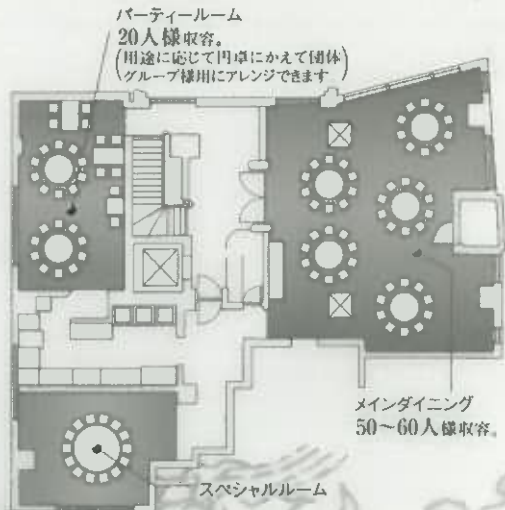 パーティールーム
20人様収容。
(用途に応じて円卓にかえて団体
グループ様用にアレンジできます)
メインダイニング
50〜60人様収容。
スペシャルルーム